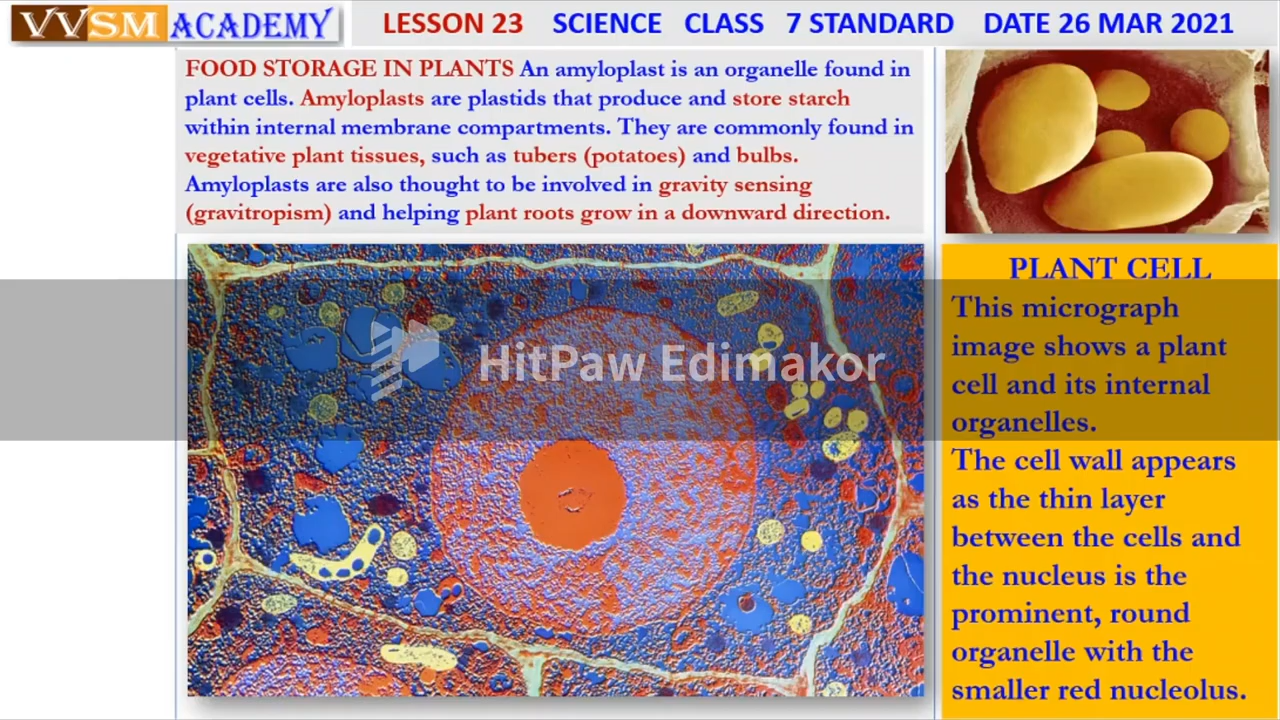 VVSM ACADEMY
LESSON 23 SCIENCE CLASS 7 STANDARD DATE 26 MAR 2021
FOOD STORAGE IN PLANTS An amyloplast is an organelle found in
plant cells. Amyloplasts are plastids that produce and store starch
within internal membrane compartments. They are commonly found in
vegetative plant tissues, such as tubers (potatoes) and bulbs.
Amyloplasts are also thought to be involved in gravity sensing
(gravitropism) and helping plant roots grow in a downward direction.
HitPaw Edimakor
PLANT CELL
This micrograph
image shows a plant
cell and its internal
organelles.
The cell wall appears
as the thin layer
between the cells and
the nucleus is the
prominent, round
organelle with the
smaller red nucleolus.